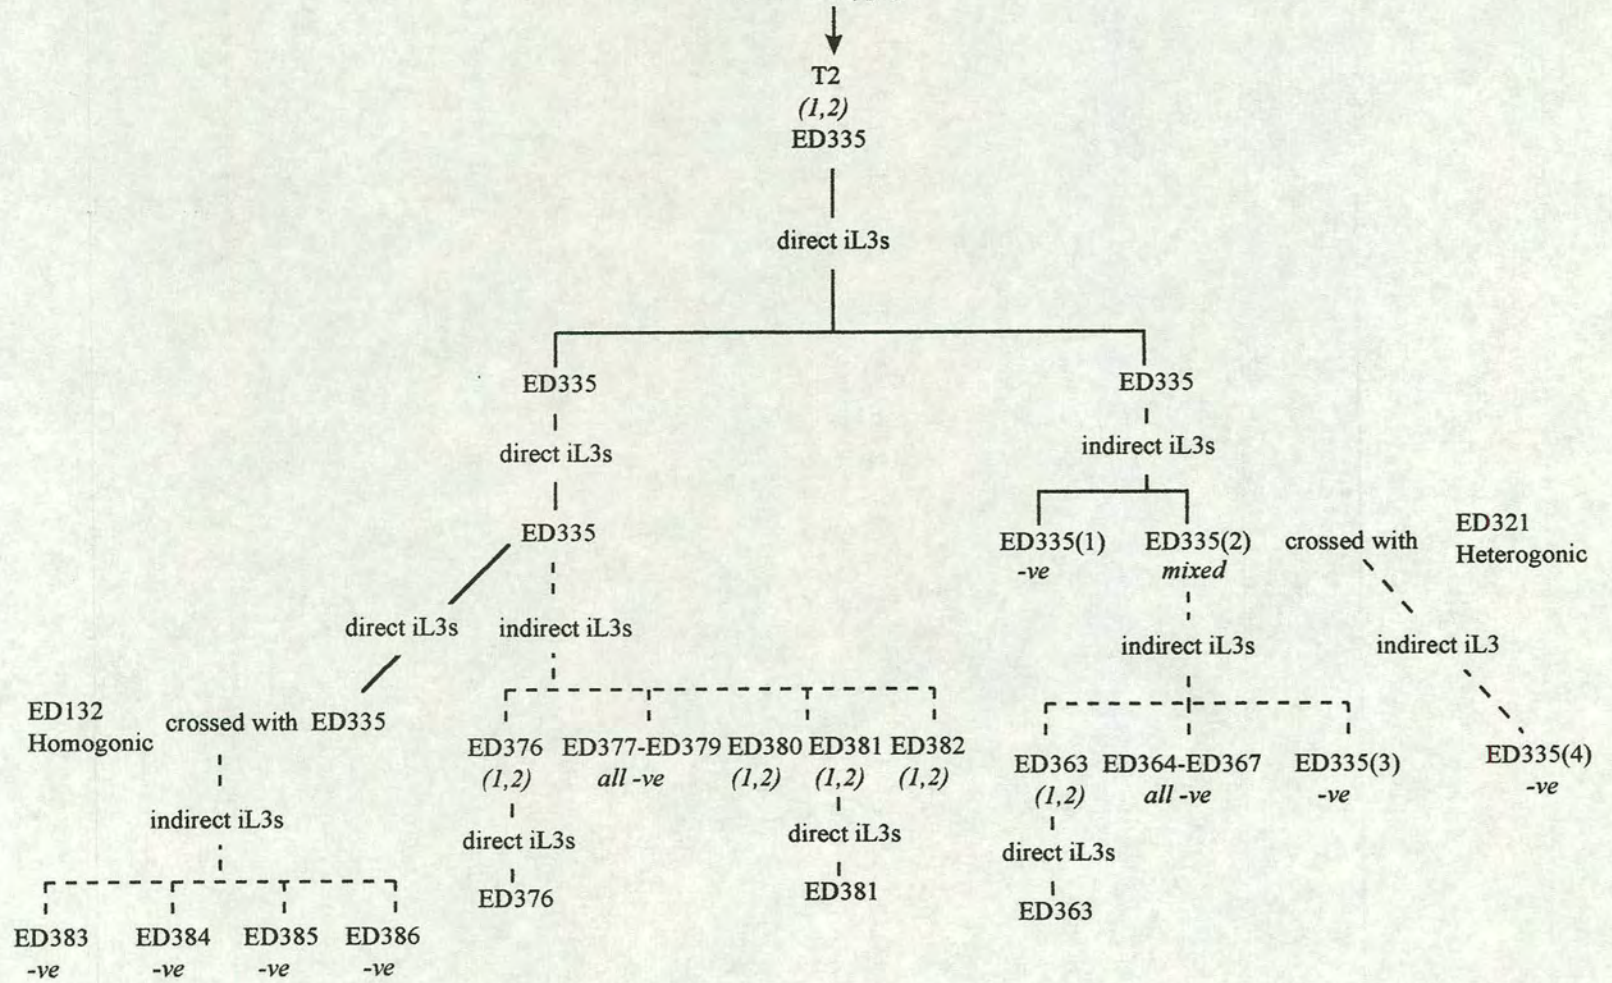 T2
(1,2)
ED335
direct iL3s
ED335 ED335
direct iL3s indirect iL3s
ED335 ED335(1) ED335(2) crossed with ED321
-ve mixed Heterogonic
direct iL3s indirect iL3s indirect iL3s indirect iL3
ED132 crossed with ED335
Homogonic
ED376 ED377-ED379 ED380 ED381 ED382 ED363 ED364-ED367 ED335(3) ED335(4)
(1,2) all -ve (1,2) (1,2) (1,2) (1,2) all -ve -ve -ve
indirect iL3s direct iL3s direct iL3s direct iL3s
ED376 ED381 ED363
ED383 ED384 ED385 ED386
-ve -ve -ve -ve